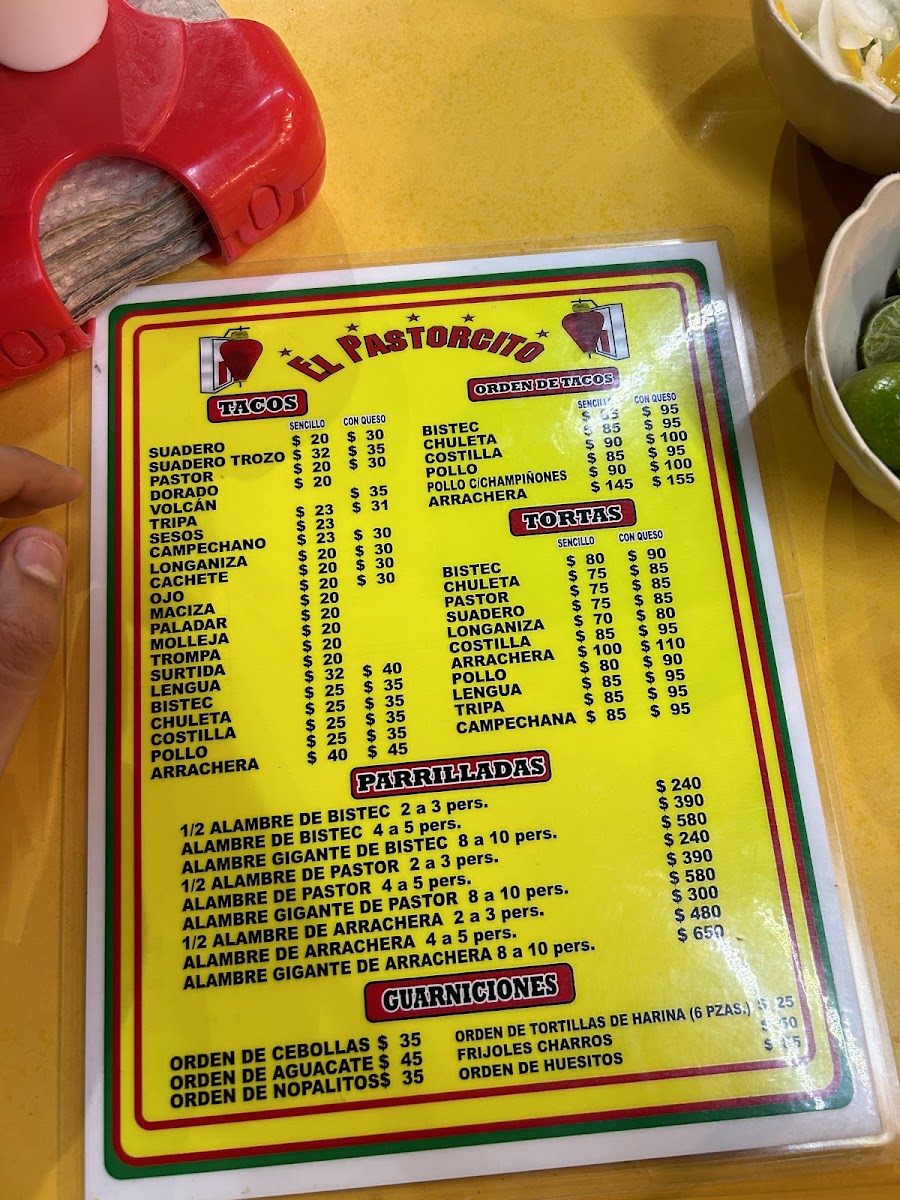 EL PASTORCITO
TACOS
SENCILLO CON QUESO
SUADERO $ 20 $ 30
SUADERO TROZO $ 32 $ 35
PASTOR $ 20 $ 30
DORADO $ 20
VOLCÁN $ 35
TRIPA $ 23 $ 31
SESOS $ 23
CAMPECHANO $ 23 $ 30
LONGANIZA $ 20 $ 30
CACHETE $ 20 $ 30
OJO $ 20
MACIZA $ 20
PALADAR $ 20
MOLLEJA $ 20
TROMPA $ 20
SURTIDA $ 20
LENGUA $ 32 $ 40
BISTEC $ 25 $ 35
CHULETA $ 25 $ 35
COSTILLA $ 25 $ 35
POLLO $ 25 $ 35
ARRACHERA $ 40 $ 45
ORDEN DE TACOS
SENCILLO CON QUESO
BISTEC $ 85 $ 95
CHULETA $ 85 $ 95
COSTILLA $ 90 $ 100
POLLO $ 85 $ 95
POLLO C/CHAMPIÑONES $ 90 $ 100
ARRACHERA $ 145 $ 155
TORTAS
SENCILLO CON QUESO
BISTEC $ 80 $ 90
CHULETA $ 75 $ 85
PASTOR $ 75 $ 85
SUADERO $ 75 $ 85
LONGANIZA $ 70 $ 80
COSTILLA $ 85 $ 95
ARRACHERA $ 100 $ 110
POLLO $ 80 $ 90
LENGUA $ 85 $ 95
TRIPA $ 85 $ 95
CAMPECHANA $ 85 $ 95
PARRILLADAS
1/2 ALAMBRE DE BISTEC 2 a 3 pers. $ 240
ALAMBRE DE BISTEC 4 a 5 pers. $ 390
ALAMBRE GIGANTE DE BISTEC 8 a 10 pers. $ 580
1/2 ALAMBRE DE PASTOR 2 a 3 pers. $ 240
ALAMBRE DE PASTOR 4 a 5 pers. $ 390
ALAMBRE GIGANTE DE PASTOR 8 a 10 pers. $ 580
1/2 ALAMBRE DE ARRACHERA 2 a 3 pers. $ 300
ALAMBRE DE ARRACHERA 4 a 5 pers. $ 480
ALAMBRE GIGANTE DE ARRACHERA 8 a 10 pers. $ 650
GUARNICIONES
ORDEN DE CEBOLLAS $ 35
ORDEN DE AGUACATE $ 45
ORDEN DE NOPALITOS $ 35
ORDEN DE TORTILLAS DE HARINA (6 PZAS.) $ 25
FRIJOLES CHARROS $
ORDEN DE HUESITOS $